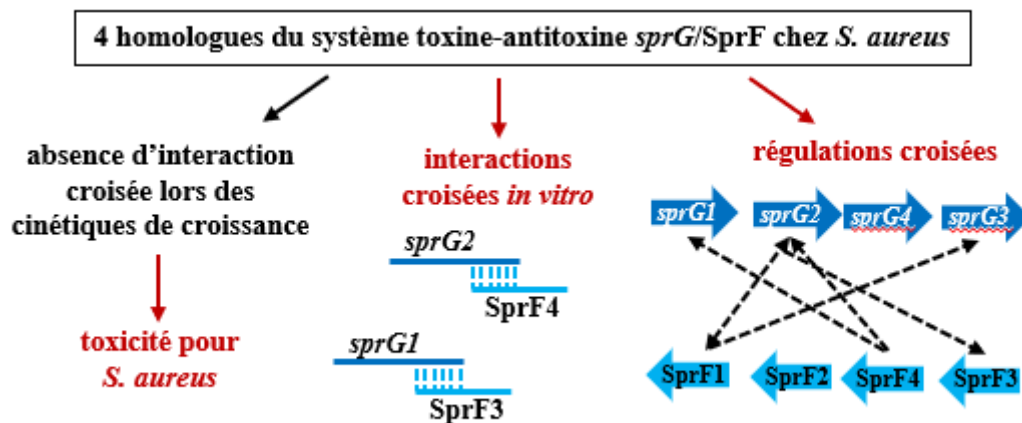 4 homologues du système toxine-antitoxine sprG/SprF chez S. aureus
absence d'interaction
croisée lors des
cinétiques de croissance
toxicité pour
S. aureus
interactions
croisées in vitro
sprG2
SprF4
sprG1
SprF3
régulations croisées
sprG1 sprG2 sprG4 sprG3
SprF1 SprF2 SprF4 SprF3